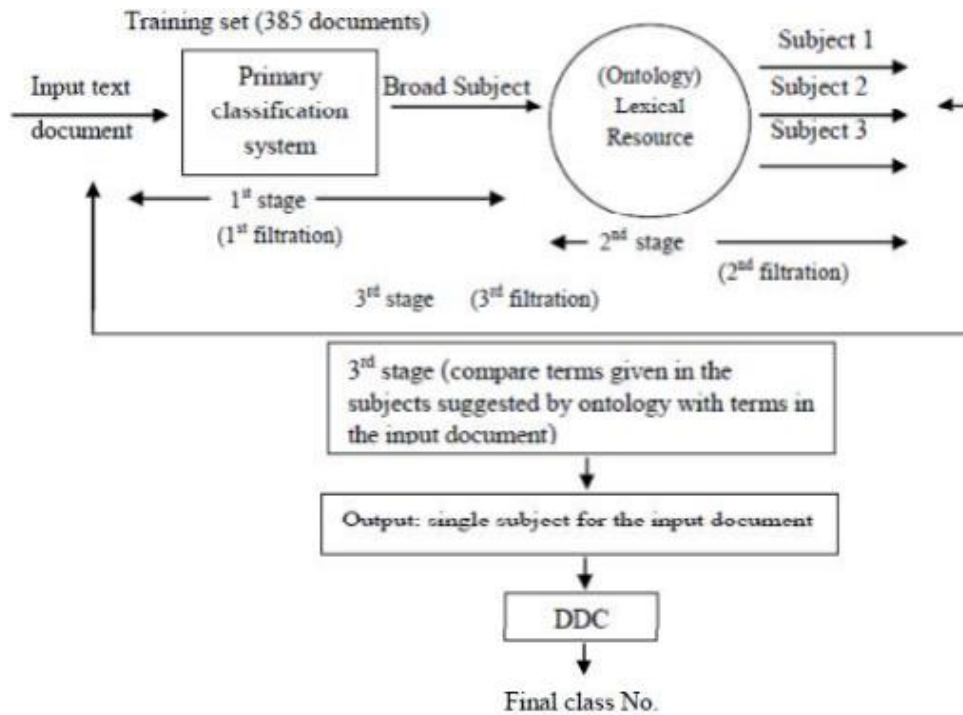 Training set (385 documents)
Input text
document
Primary
classification
system
Broad Subject
(Ontology)
Lexical
Resource
Subject 1
Subject 2
Subject 3
1st stage
(1st filtration)
2nd stage
(2nd filtration)
3rd stage (3rd filtration)
3rd stage (compare terms given in the
subjects suggested by ontology with terms in
the input document)
Output: single subject for the input document
DDC
Final class No.